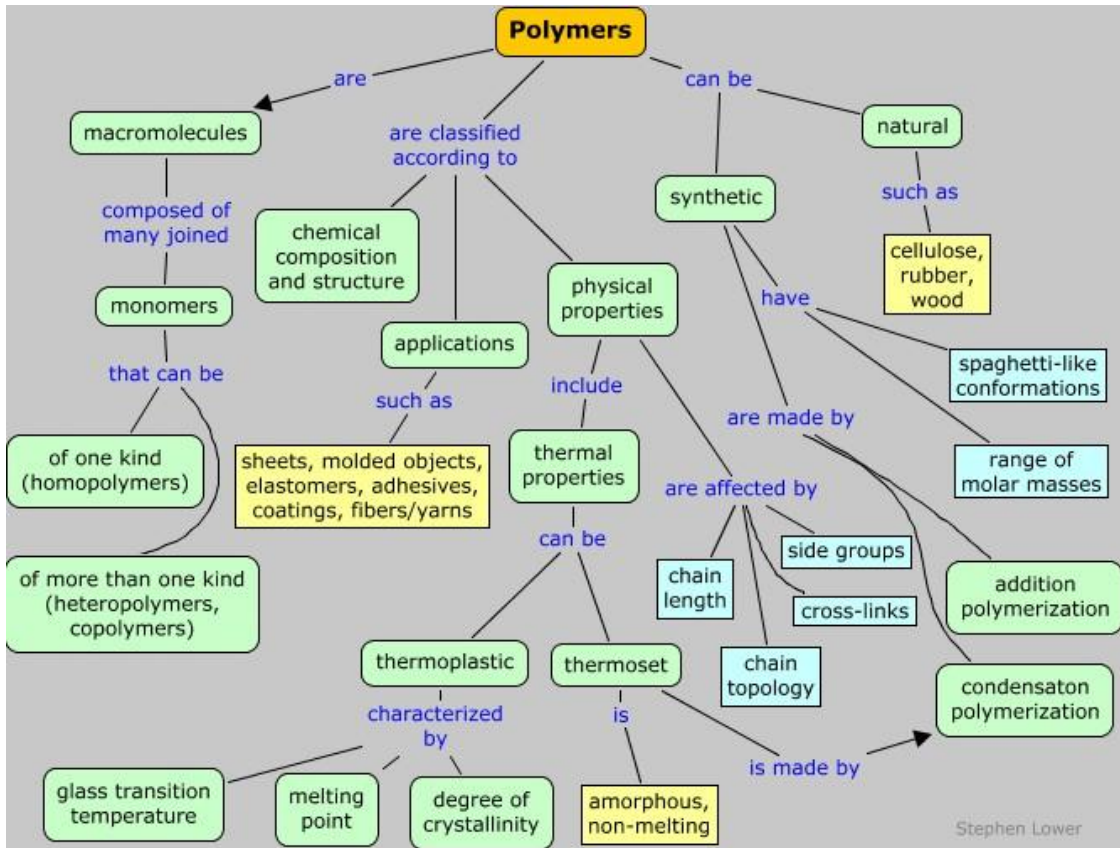 Polymers
are
can be
macromolecules
are classified
according to
natural
synthetic
such as
composed of
many joined
chemical
composition
and structure
cellulose,
rubber,
wood
physical
properties
have
monomers
applications
spaghetti-like
conformations
that can be
include
such as
are made by
of one kind
(homopolymers)
sheets, molded objects,
elastomers, adhesives,
coatings, fibers/yarns
thermal
properties
range of
molar masses
are affected by
can be
side groups
chain
length
cross-links
addition
polymerization
of more than one kind
(heteropolymers,
copolymers)
thermoplastic
thermoset
chain
topology
condensaton
polymerization
characterized
by
is
is made by
glass transition
temperature
melting
point
degree of
crystallinity
amorphous,
non-melting
Stephen Lower